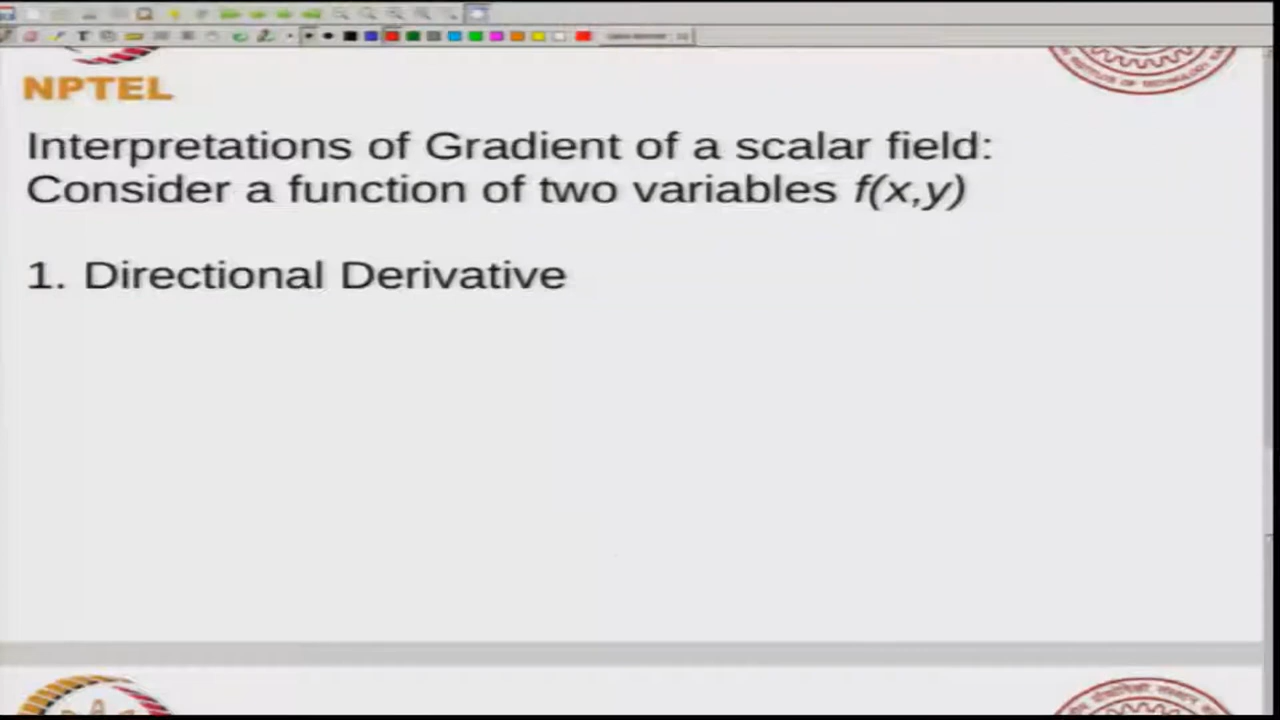 NPTEL
Interpretations of Gradient of a scalar field:
Consider a function of two variables f(x,y)
1. Directional Derivative